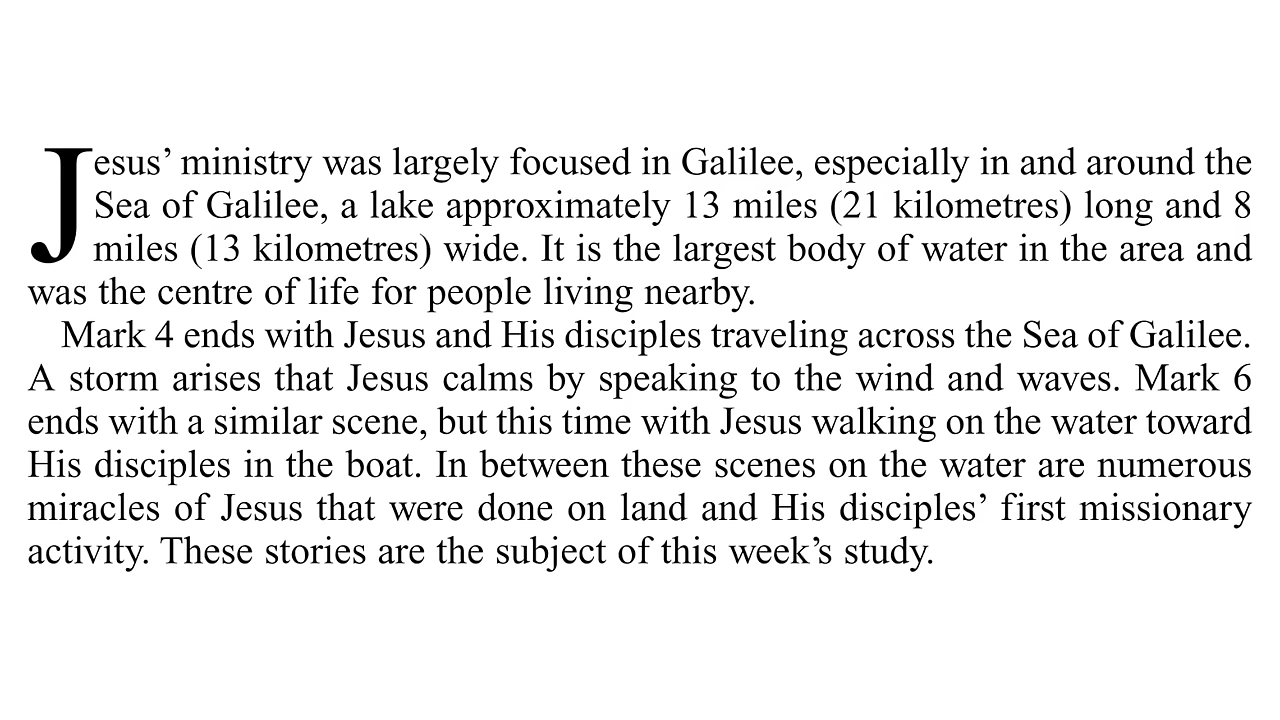 Jesus’ ministry was largely focused in Galilee, especially in and around the
Sea of Galilee, a lake approximately 13 miles (21 kilometres) long and 8
miles (13 kilometres) wide. It is the largest body of water in the area and
was the centre of life for people living nearby.
Mark 4 ends with Jesus and His disciples traveling across the Sea of Galilee.
A storm arises that Jesus calms by speaking to the wind and waves. Mark 6
ends with a similar scene, but this time with Jesus walking on the water toward
His disciples in the boat. In between these scenes on the water are numerous
miracles of Jesus that were done on land and His disciples’ first missionary
activity. These stories are the subject of this week’s study.